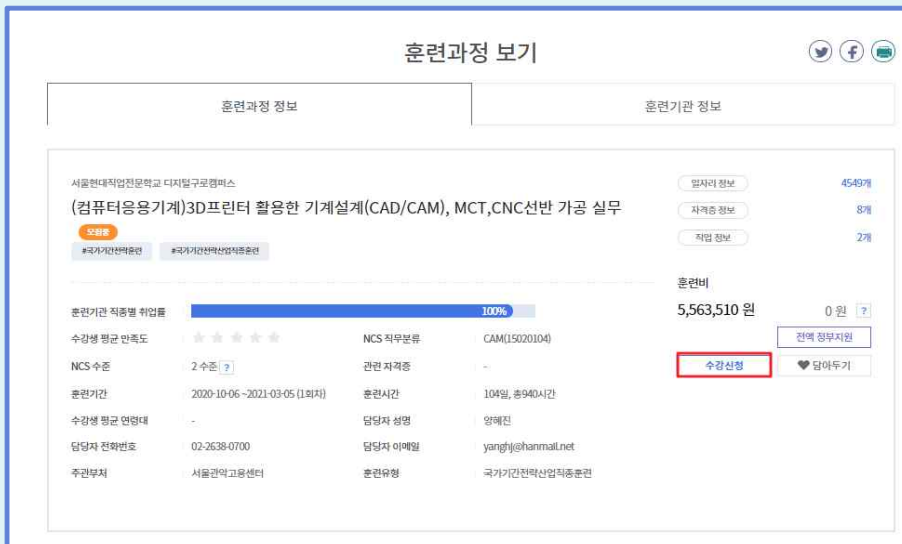 훈련과정 보기
훈련과정 정보
훈련기관 정보
서울현대직업전문학교 디지털구로캠퍼스
(컴퓨터응용기계)3D프린터 활용한 기계설계(CAD/CAM), MCT,CNC선반 가공 실무
모집중
#국가기간전략훈련 #국가기간전략산업직종훈련
일자리 정보 4549개
자격증 정보 8개
직업 정보 2개
훈련비
5,563,510 원 0 원 ?
전액 정부지원
수강신청 담아두기
훈련기관 직종별 취업률 100%
수강생 평균 만족도 NCS 직무분류 CAM(15020104)
NCS 수준 2 수준 ? 관련 자격증 -
훈련기간 2020-10-06 ~2021-03-05 (1회차) 훈련시간 104일, 총940시간
수강생 평균 연령대 - 담당자 성명 양혜진
담당자 전화번호 02-2638-0700 담당자 이메일 yanghj@hanmail.net
주관부처 서울관악고용센터 훈련유형 국가기간전략산업직종훈련